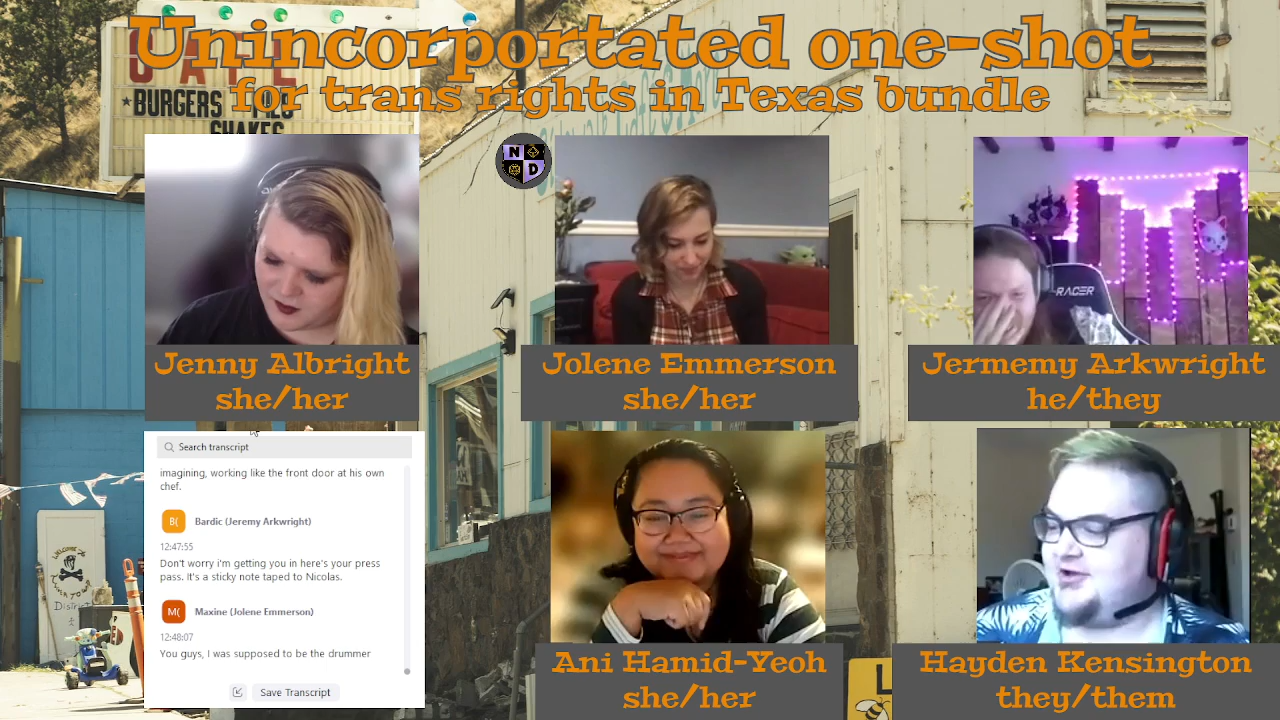 Unincorportated one-shot
for trans rights in Texas bundle
CAFE
★BURGERS PIES
SHAKES
N
D
RACER
Jenny Albright
she/her
Jolene Emmerson
she/her
Jermemy Arkwright
he/they
Search transcript
imagining, working like the front door at his own
chef.
B(
Bardic (Jeremy Arkwright)
12:47:55
Don't worry i'm getting you in here's your press
pass. It's a sticky note taped to Nicolas.
M(
Maxine (Jolene Emmerson)
12:48:07
You guys, I was supposed to be the drummer
Save Transcript
WELCOME
District
L
Ani Hamid-Yeoh
she/her
Hayden Kensington
they/them